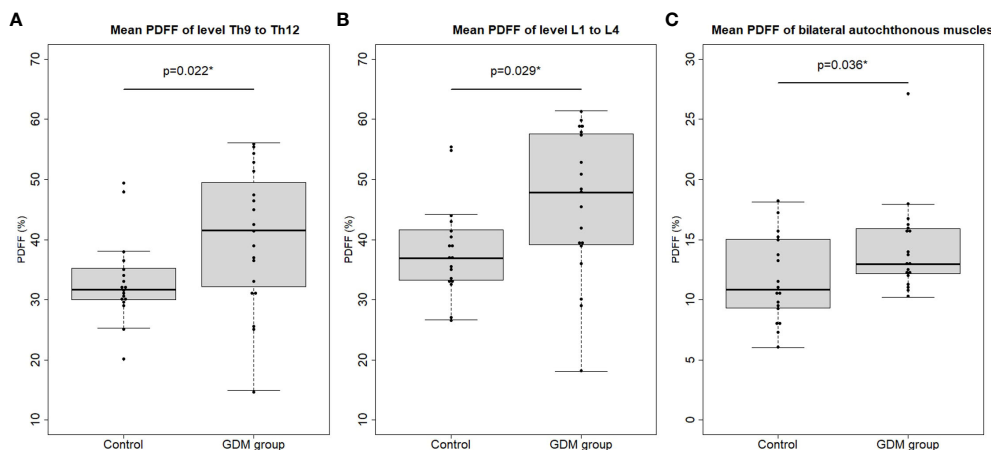 A
Mean PDFF of level Th9 to Th12
p=0.022*
PDFF (%)
70
60
50
40
30
20
10
Control
GDM group
B
Mean PDFF of level L1 to L4
p=0.029*
PDFF (%)
70
60
50
40
30
20
10
Control
GDM group
C
Mean PDFF of bilateral autochthonous muscles
p=0.036*
PDFF (%)
30
25
20
15
10
5
0
Control
GDM group